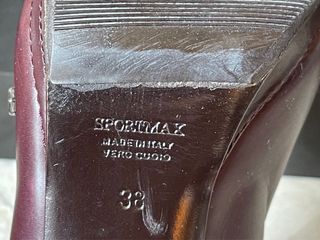 SPORTMAX
MADE IN ITALY
VERO CUOIO
38